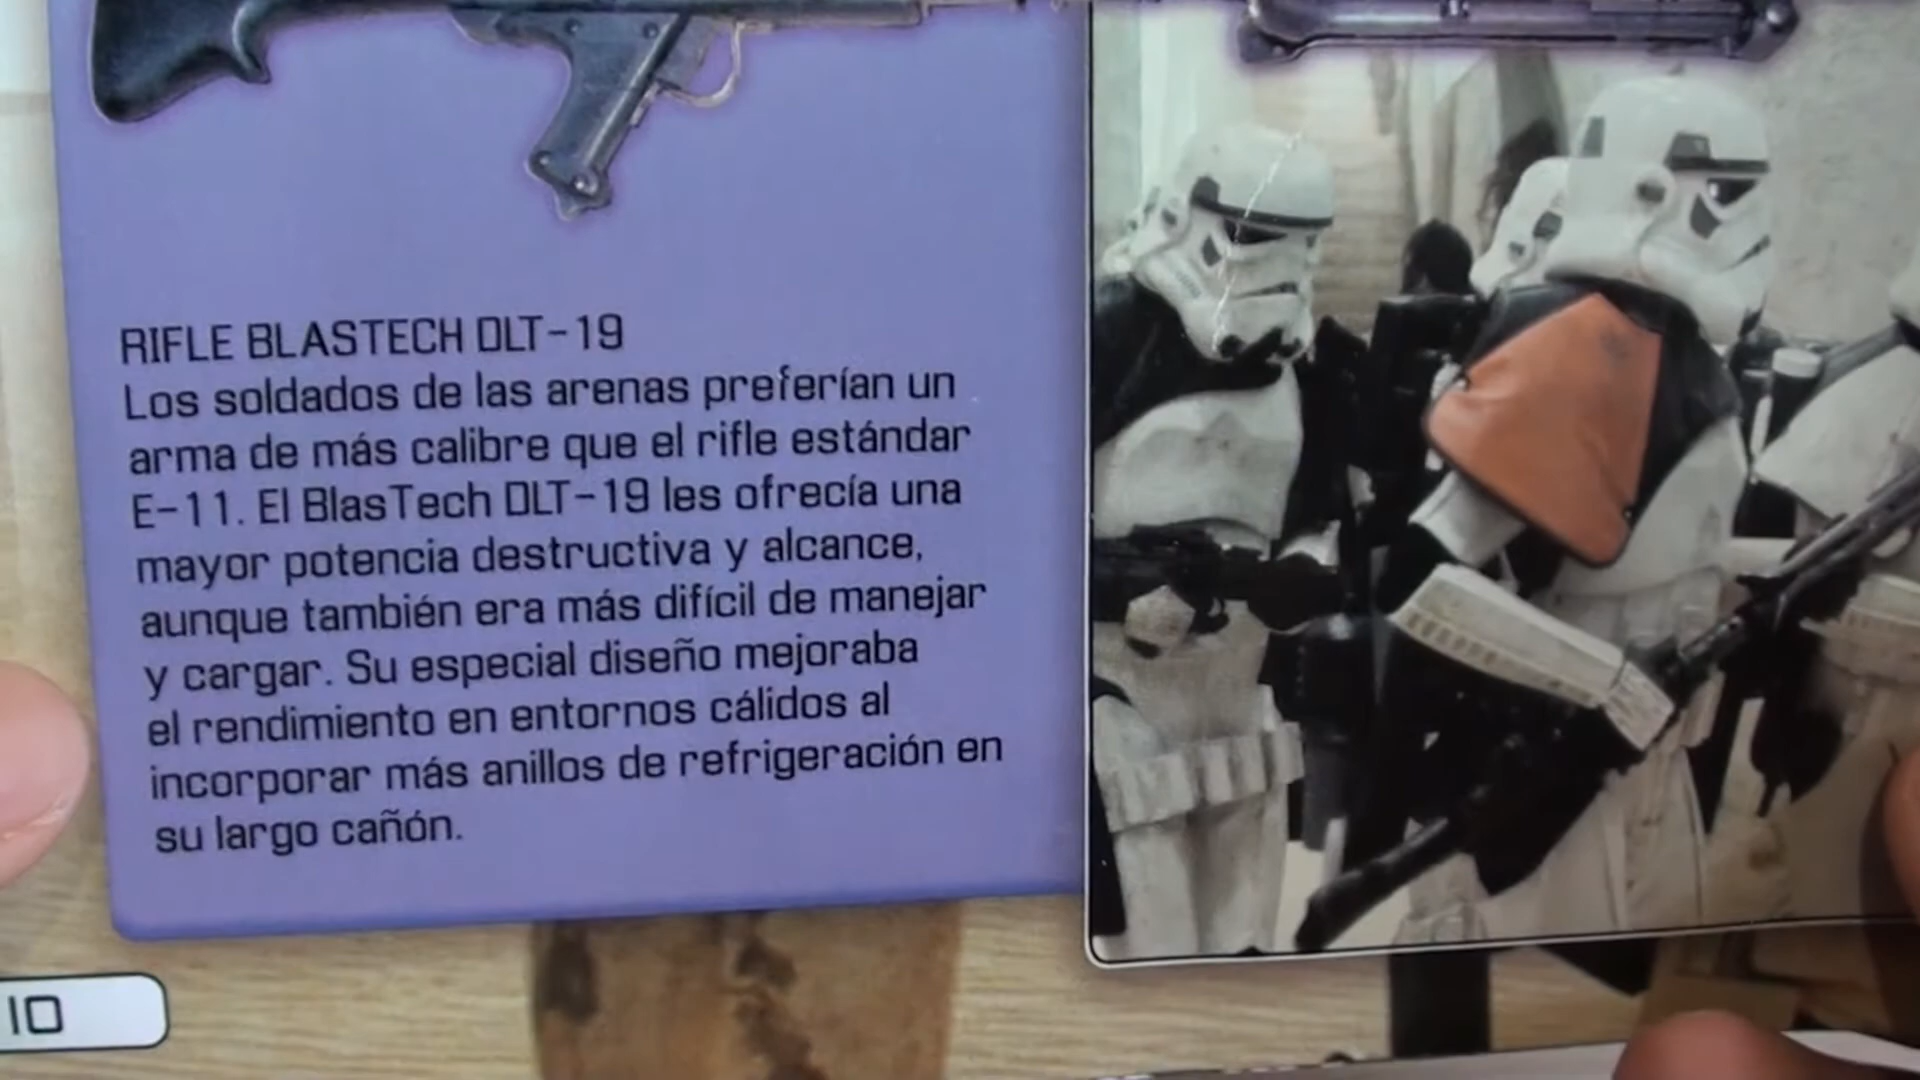 RIFLE BLASTECH DLT-19
Los soldados de las arenas preferían un
arma de más calibre que el rifle estándar
E-11. El BlasTech DLT-19 les ofrecía una
mayor potencia destructiva y alcance,
aunque también era más difícil de manejar
y cargar. Su especial diseño mejoraba
el rendimiento en entornos cálidos al
incorporar más anillos de refrigeración en
su largo cañón.
10